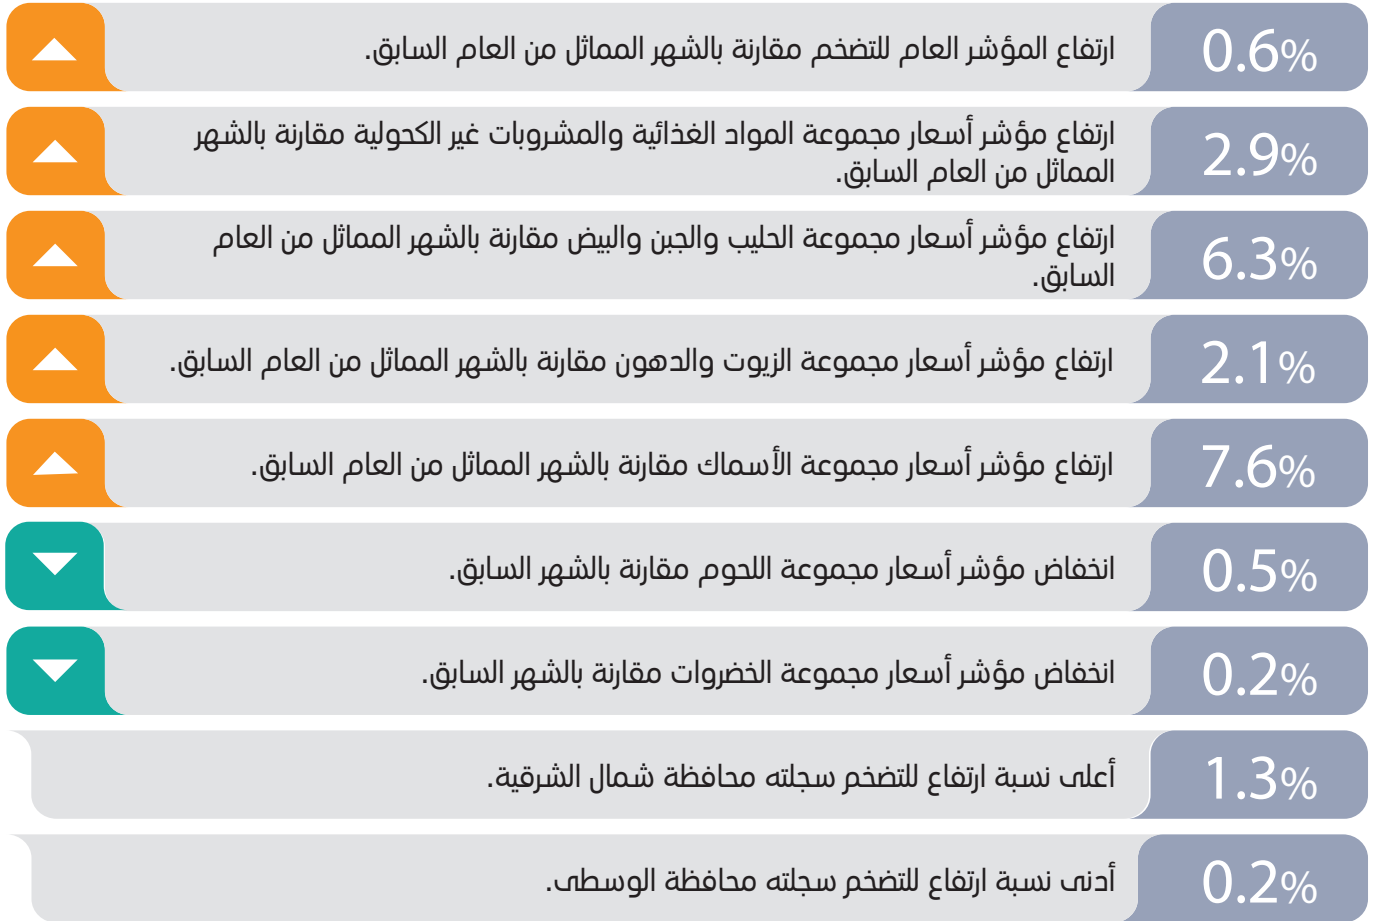 0.6%
ارتفاع المؤشر العام للتضخم مقارنة بالشهر المماثل من العام السابق.
2.9%
ارتفاع مؤشر أسعار مجموعة المواد الغذائية والمشروبات غير الكحولية مقارنة بالشهر
المماثل من العام السابق.
6.3%
ارتفاع مؤشر أسعار مجموعة الحليب والجبن والبيض مقارنة بالشهر المماثل من العام
السابق.
2.1%
ارتفاع مؤشر أسعار مجموعة الزيوت والدهون مقارنة بالشهر المماثل من العام السابق.
7.6%
ارتفاع مؤشر أسعار مجموعة الأسماك مقارنة بالشهر المماثل من العام السابق.
0.5%
انخفاض مؤشر أسعار مجموعة اللحوم مقارنة بالشهر السابق.
0.2%
انخفاض مؤشر أسعار مجموعة الخضروات مقارنة بالشهر السابق.
1.3%
أعلى نسبة ارتفاع للتضخم سجلته محافظة شمال الشرقية.
0.2%
أدنى نسبة ارتفاع للتضخم سجلته محافظة الوسطى.